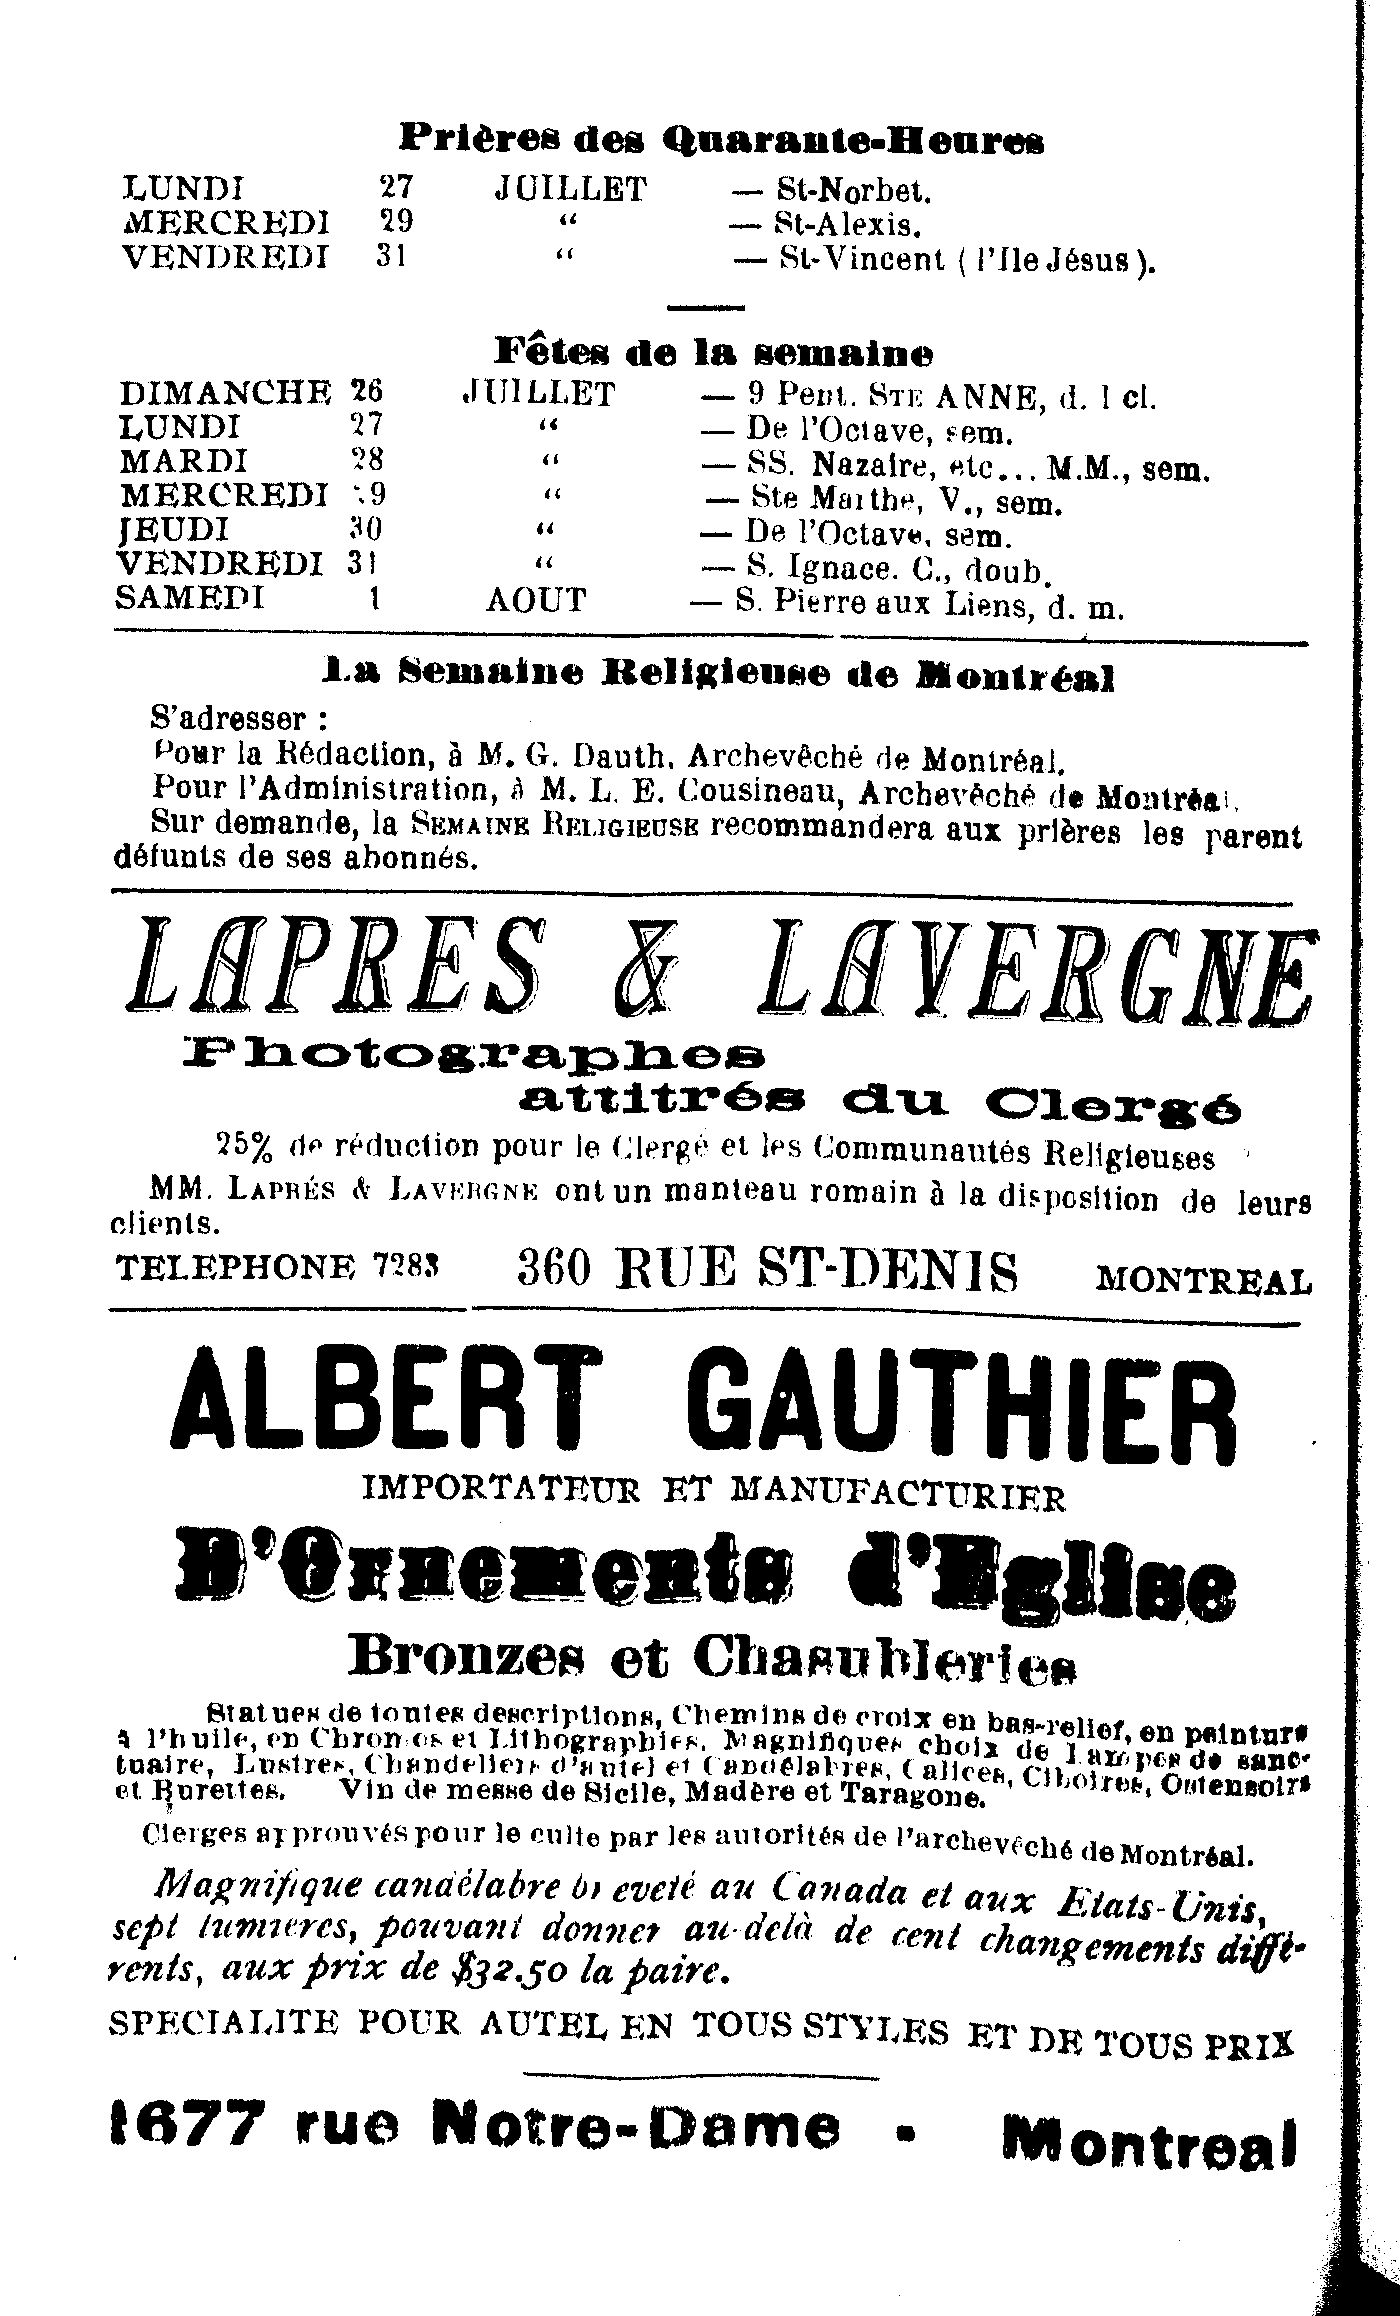 Prières des Quarante-Heures
LUNDI 27 JUILLET — St-Norbet.
MERCREDI 29 “ — St-Alexis.
VENDREDI 31 “ — St-Vincent ( l'Ile Jésus ).
Fêtes de la semaine
DIMANCHE 26 JUILLET — 9 Pent. STE ANNE, d. 1 cl.
LUNDI 27 “ — De l'Octave, sem.
MARDI 28 “ — SS. Nazaire, etc... M.M., sem.
MERCREDI 29 “ — Ste Marthe, V., sem.
JEUDI 30 “ — De l'Octave, sem.
VENDREDI 31 “ — S. Ignace. C., doub.
SAMEDI 1 AOUT — S. Pierre aux Liens, d. m.
La Semaine Religieuse de Montréal
S'adresser :
Pour la Rédaction, à M. G. Dauth, Archevêché de Montréal.
Pour l'Administration, à M. L. E. Cousineau, Archevêché de Montréal.
Sur demande, la SEMAINE RELIGIEUSE recommandera aux prières les parent
défunts de ses abonnés.
LAPRES & LAVERGNE
Photographes
attitrés du Clergé
25% de réduction pour le Clergé et les Communautés Religieuses
MM. LAPRÉS & LAVERGNE ont un manteau romain à la disposition de leurs
clients.
TELEPHONE 7283 360 RUE ST-DENIS MONTREAL
ALBERT GAUTHIER
IMPORTATEUR ET MANUFACTURIER
D'Ornements d'Eglise
Bronzes et Chasubleries
Statues de toutes descriptions, Chemins de croix en bas-relief, en peinture
à l'huile, en Chromos et Lithographies, Magnifiques choix de Lampes de sanc-
tuaire, Lustres, Chandeliers d'autel et Candélabres, Calices, Ciboires, Ostensoirs
et Burettes. Vin de messe de Sicile, Madère et Taragone.
Cierges approuvés pour le culte par les autorités de l'archevêché de Montréal.
Magnifique candélabre breveté au Canada et aux Etats-Unis,
sept lumieres, pouvant donner au-delà de cent changements diffé-
rents, aux prix de $32.50 la paire.
SPECIALITE POUR AUTEL EN TOUS STYLES ET DE TOUS PRIX
1677 rue Notre-Dame - Montreal